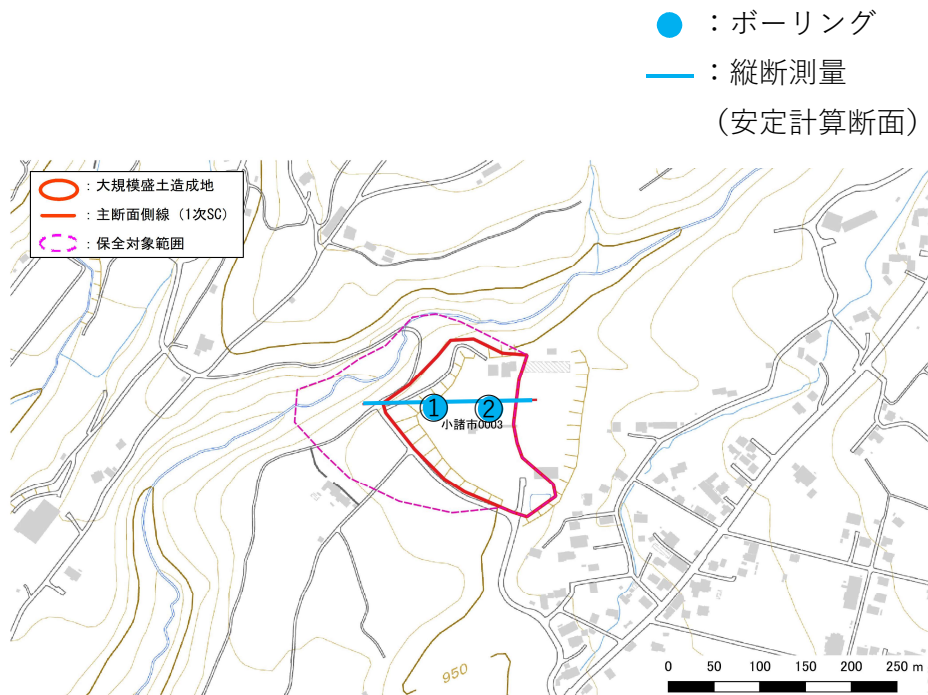 ：ボーリング
：縦断測量
（安定計算断面）
：大規模盛土造成地
：主断面側線（1次SC）
：保全対象範囲
1
2
小諸市0003
950
0 50 100 150 200 250 m